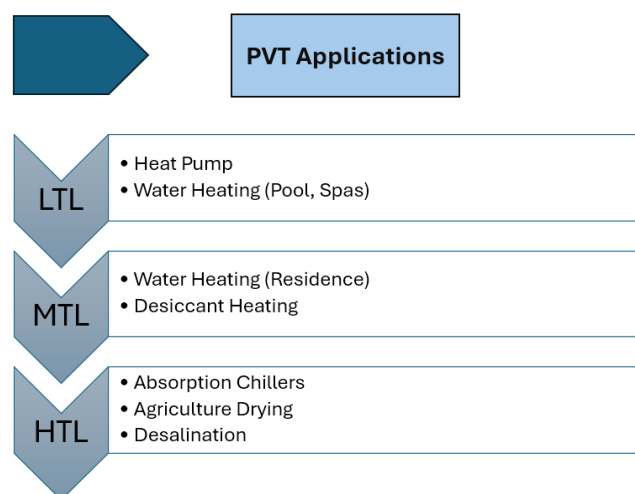 PVT Applications
LTL
• Heat Pump
• Water Heating (Pool, Spas)
MTL
• Water Heating (Residence)
• Desiccant Heating
HTL
• Absorption Chillers
• Agriculture Drying
• Desalination